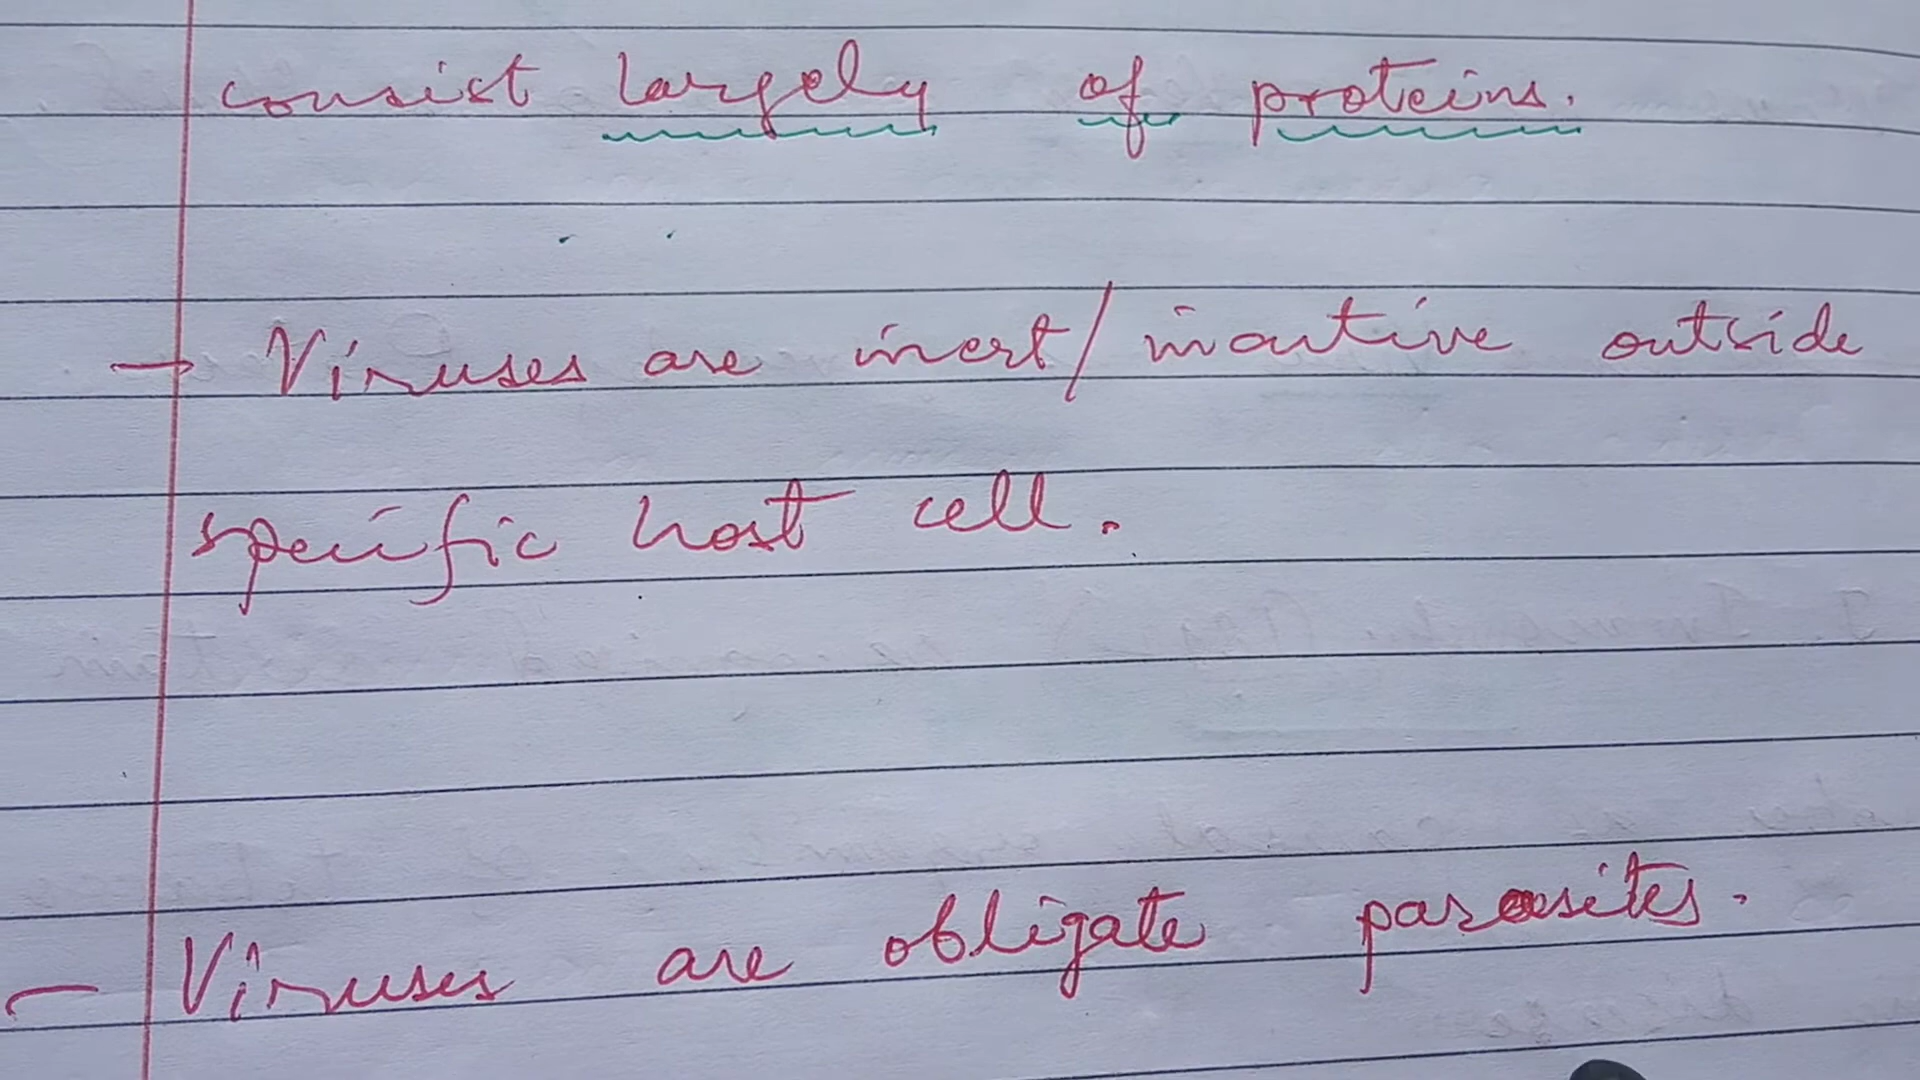 consist largely of proteins.
→ Viruses are inert/inactive outside
specific host cell.
- Viruses are obligate parasites.